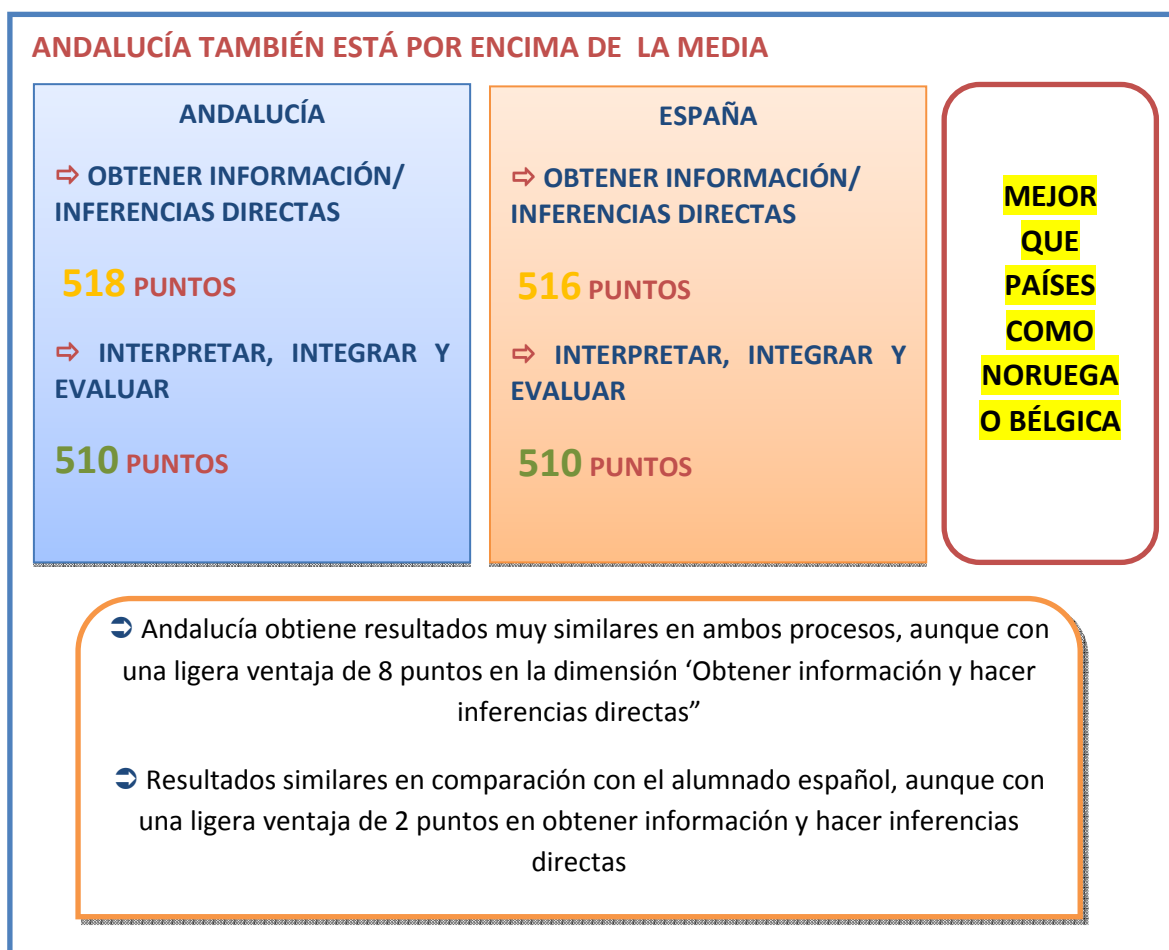 ANDALUCÍA TAMBIÉN ESTÁ POR ENCIMA DE LA MEDIA
ANDALUCÍA
⇨ OBTENER INFORMACIÓN/
INFERENCIAS DIRECTAS
518 PUNTOS
⇨ INTERPRETAR, INTEGRAR Y
EVALUAR
510 PUNTOS
ESPAÑA
⇨ OBTENER INFORMACIÓN/
INFERENCIAS DIRECTAS
516 PUNTOS
⇨ INTERPRETAR, INTEGRAR Y
EVALUAR
510 PUNTOS
MEJOR
QUE
PAÍSES
COMO
NORUEGA
O BÉLGICA
➲ Andalucía obtiene resultados muy similares en ambos procesos, aunque con
una ligera ventaja de 8 puntos en la dimensión ‘Obtener información y hacer
inferencias directas”
➲ Resultados similares en comparación con el alumnado español, aunque con
una ligera ventaja de 2 puntos en obtener información y hacer inferencias
directas